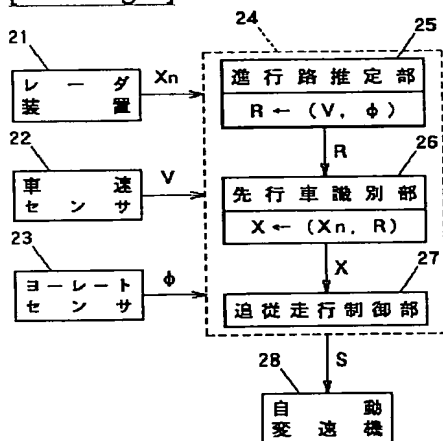 21
レーダ
装置
Xn
22
車速
センサ
V
23
ヨーレート
センサ
φ
24
25
進行路推定部
R ← (V, φ)
R
26
先行車識別部
X ← (Xn, R)
X
27
追従走行制御部
S
28
自動
変速機